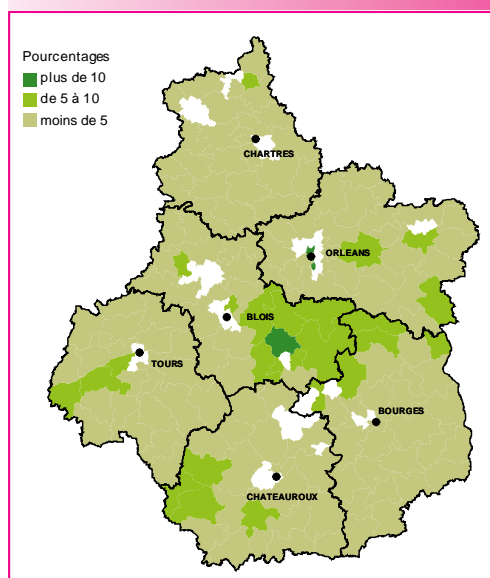 Pourcentages
plus de 10
de 5 à 10
moins de 5
CHARTRES
ORLEANS
BLOIS
TOURS
BOURGES
CHATEAUROUX